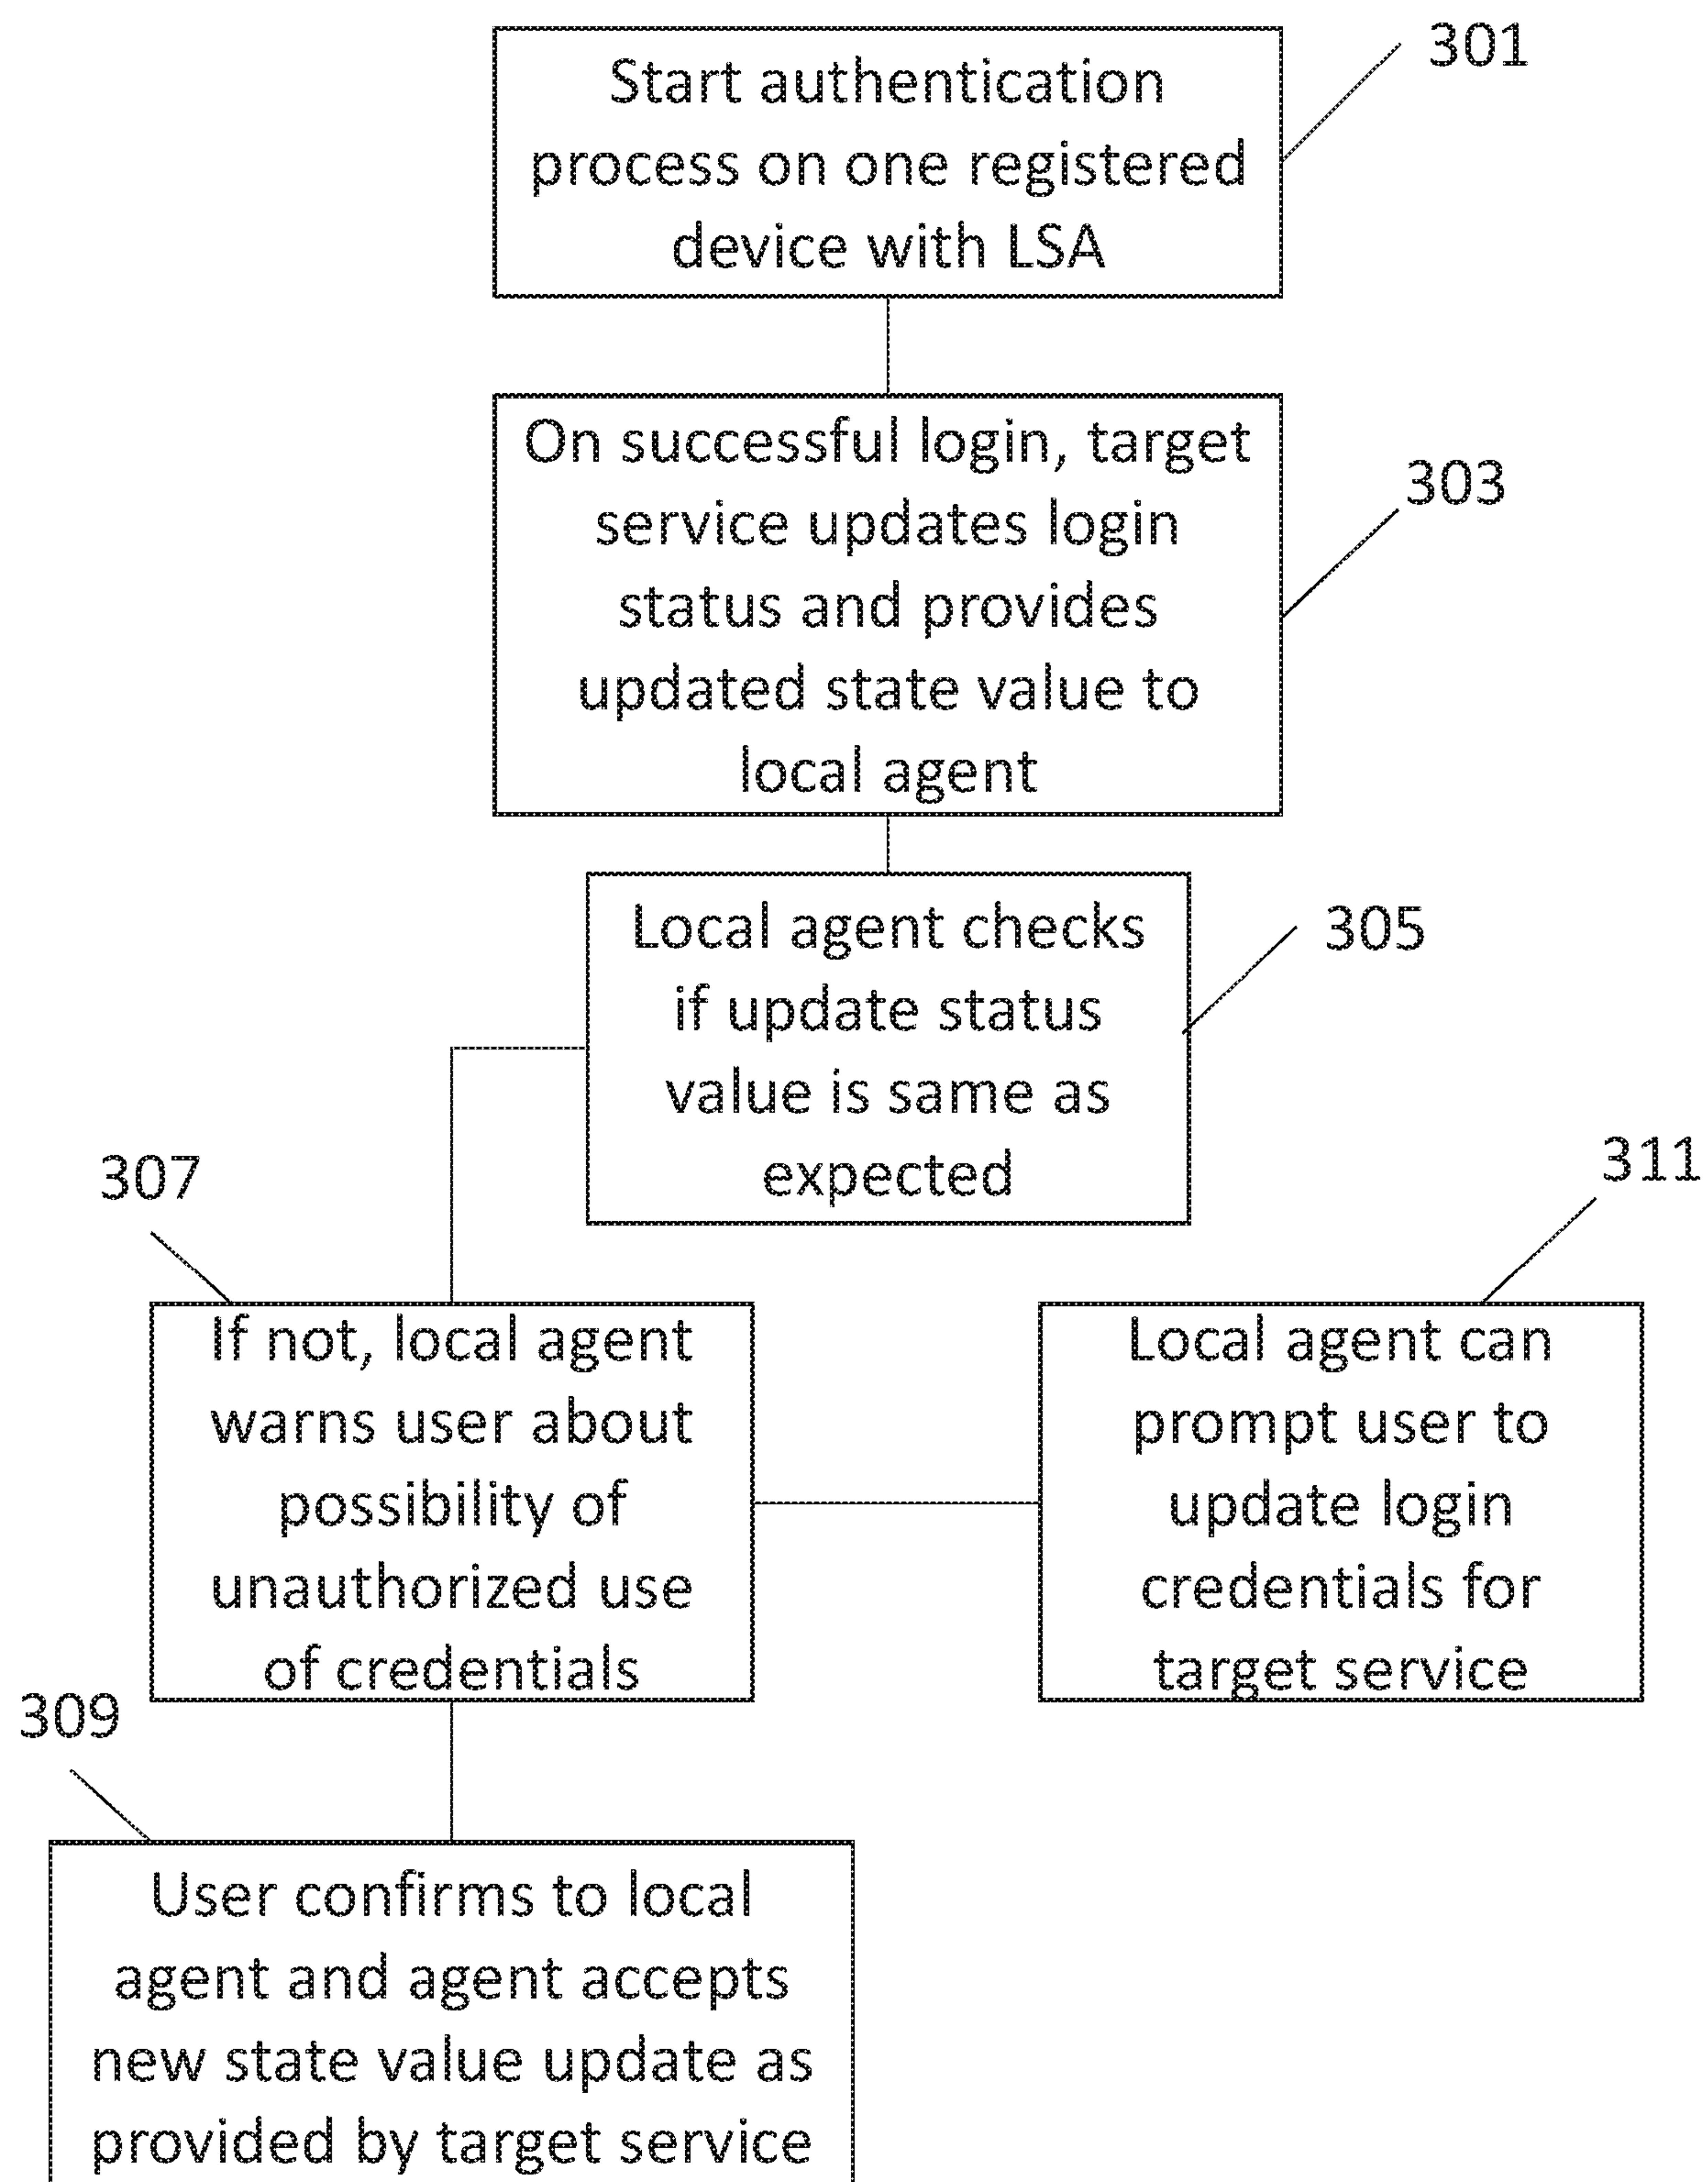 Start authentication
process on one registered
device with LSA
301
On successful login, target
service updates login
status and provides
updated state value to
local agent
303
Local agent checks
if update status
value is same as
expected
305
307
If not, local agent
warns user about
possibility of
unauthorized use
of credentials
311
Local agent can
prompt user to
update login
credentials for
target service
309
User confirms to local
agent and agent accepts
new state value update as
provided by target service